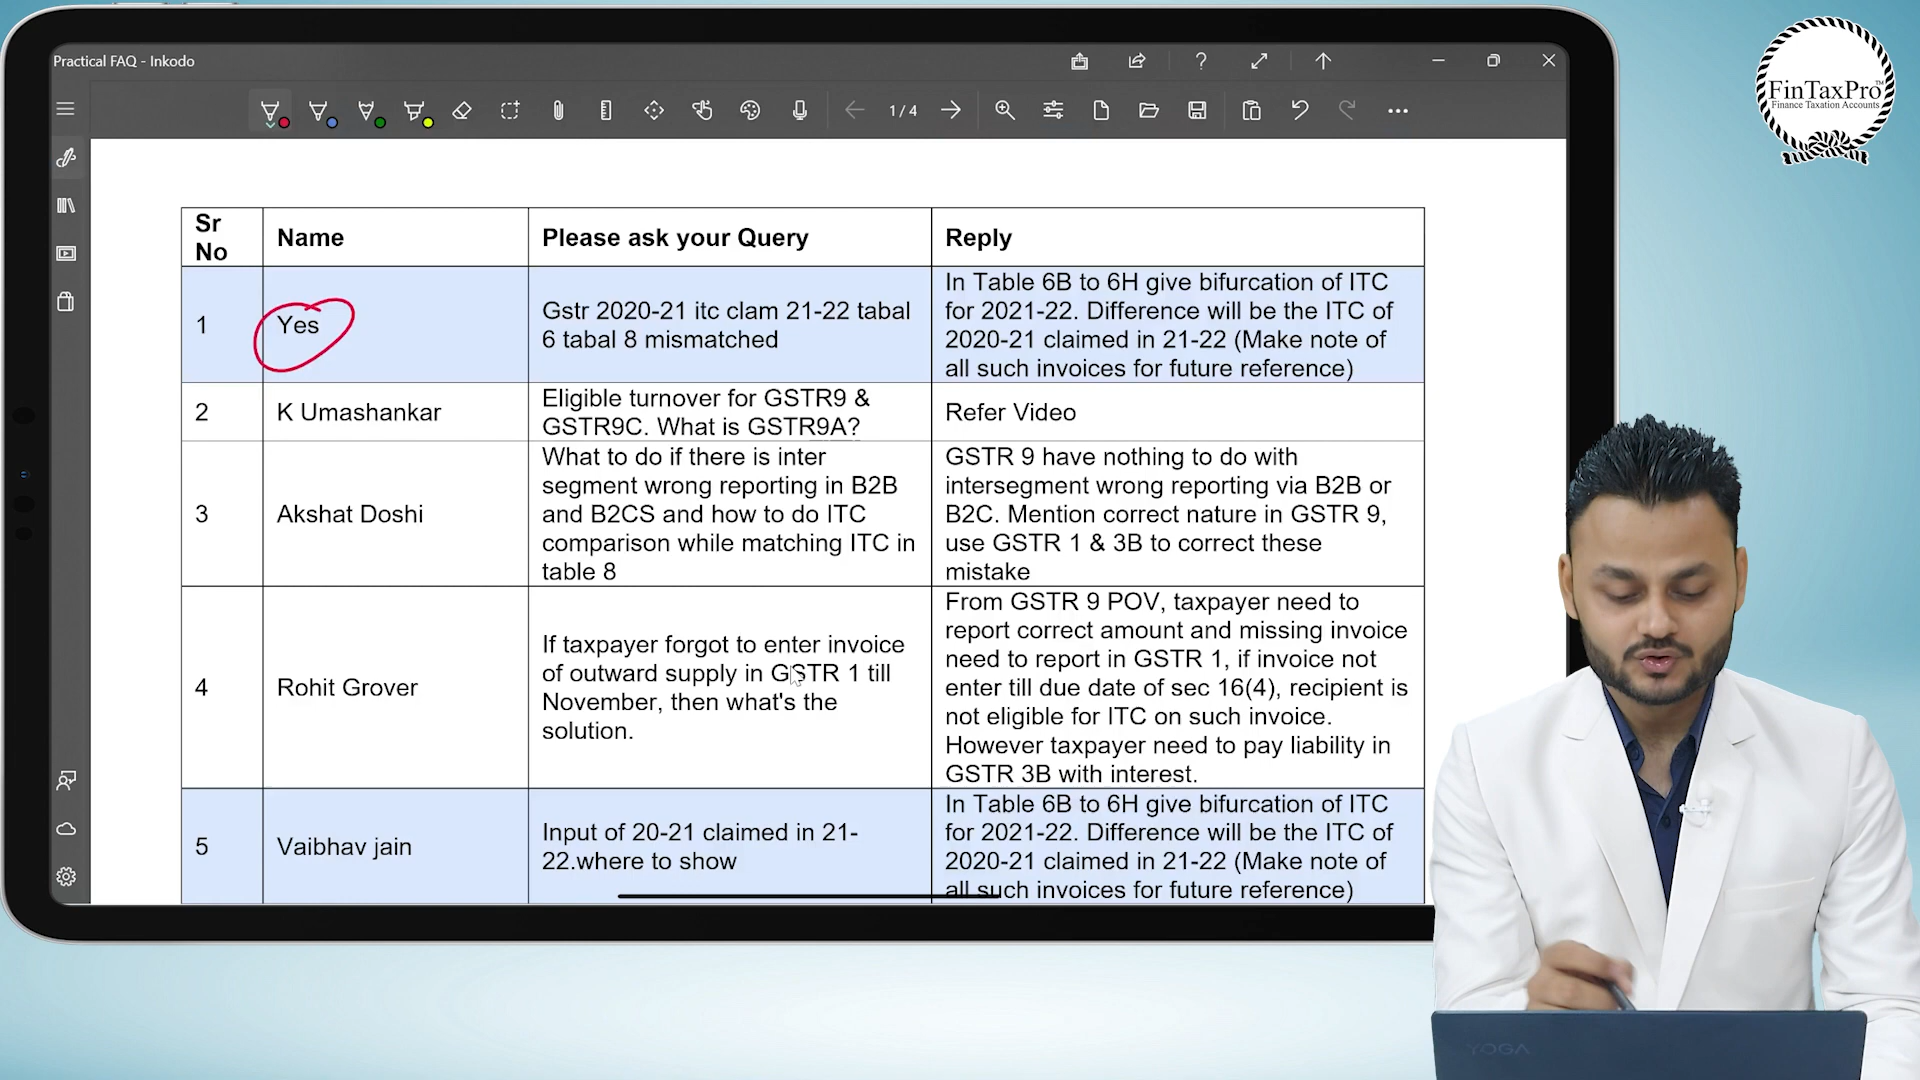 Practical FAQ - Inkodo
1 / 4
FinTaxPro™
Finance Taxation Accounts
Sr No
Name
Please ask your Query
Reply
1
Yes
Gstr 2020-21 itc clam 21-22 tabal
6 tabal 8 mismatched
In Table 6B to 6H give bifurcation of ITC
for 2021-22. Difference will be the ITC of
2020-21 claimed in 21-22 (Make note of
all such invoices for future reference)
2
K Umashankar
Eligible turnover for GSTR9 &
GSTR9C. What is GSTR9A?
Refer Video
3
Akshat Doshi
What to do if there is inter
segment wrong reporting in B2B
and B2CS and how to do ITC
comparison while matching ITC in
table 8
GSTR 9 have nothing to do with
intersegment wrong reporting via B2B or
B2C. Mention correct nature in GSTR 9,
use GSTR 1 & 3B to correct these
mistake
4
Rohit Grover
If taxpayer forgot to enter invoice
of outward supply in GSTR 1 till
November, then what's the
solution.
From GSTR 9 POV, taxpayer need to
report correct amount and missing invoice
need to report in GSTR 1, if invoice not
enter till due date of sec 16(4), recipient is
not eligible for ITC on such invoice.
However taxpayer need to pay liability in
GSTR 3B with interest.
5
Vaibhav jain
Input of 20-21 claimed in 21-
22.where to show
In Table 6B to 6H give bifurcation of ITC
for 2021-22. Difference will be the ITC of
2020-21 claimed in 21-22 (Make note of
all such invoices for future reference)
YOGA